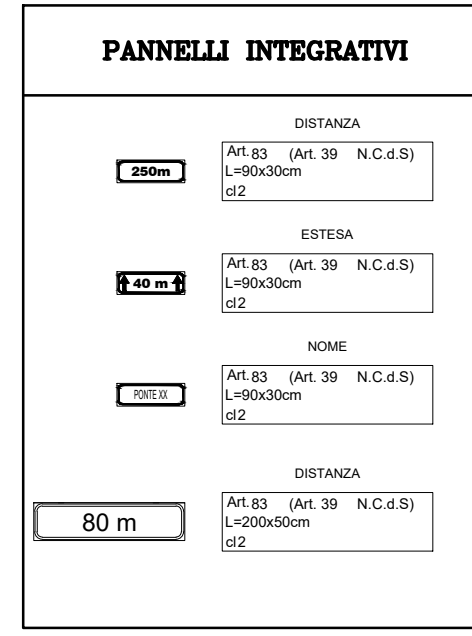 PANNELLI INTEGRATIVI
DISTANZA
250m
Art.83 (Art. 39 N.C.d.S)
L=90x30cm
cl2
ESTESA
40 m
Art.83 (Art. 39 N.C.d.S)
L=90x30cm
cl2
NOME
PONTE XX
Art.83 (Art. 39 N.C.d.S)
L=90x30cm
cl2
DISTANZA
80 m
Art.83 (Art. 39 N.C.d.S)
L=200x50cm
cl2